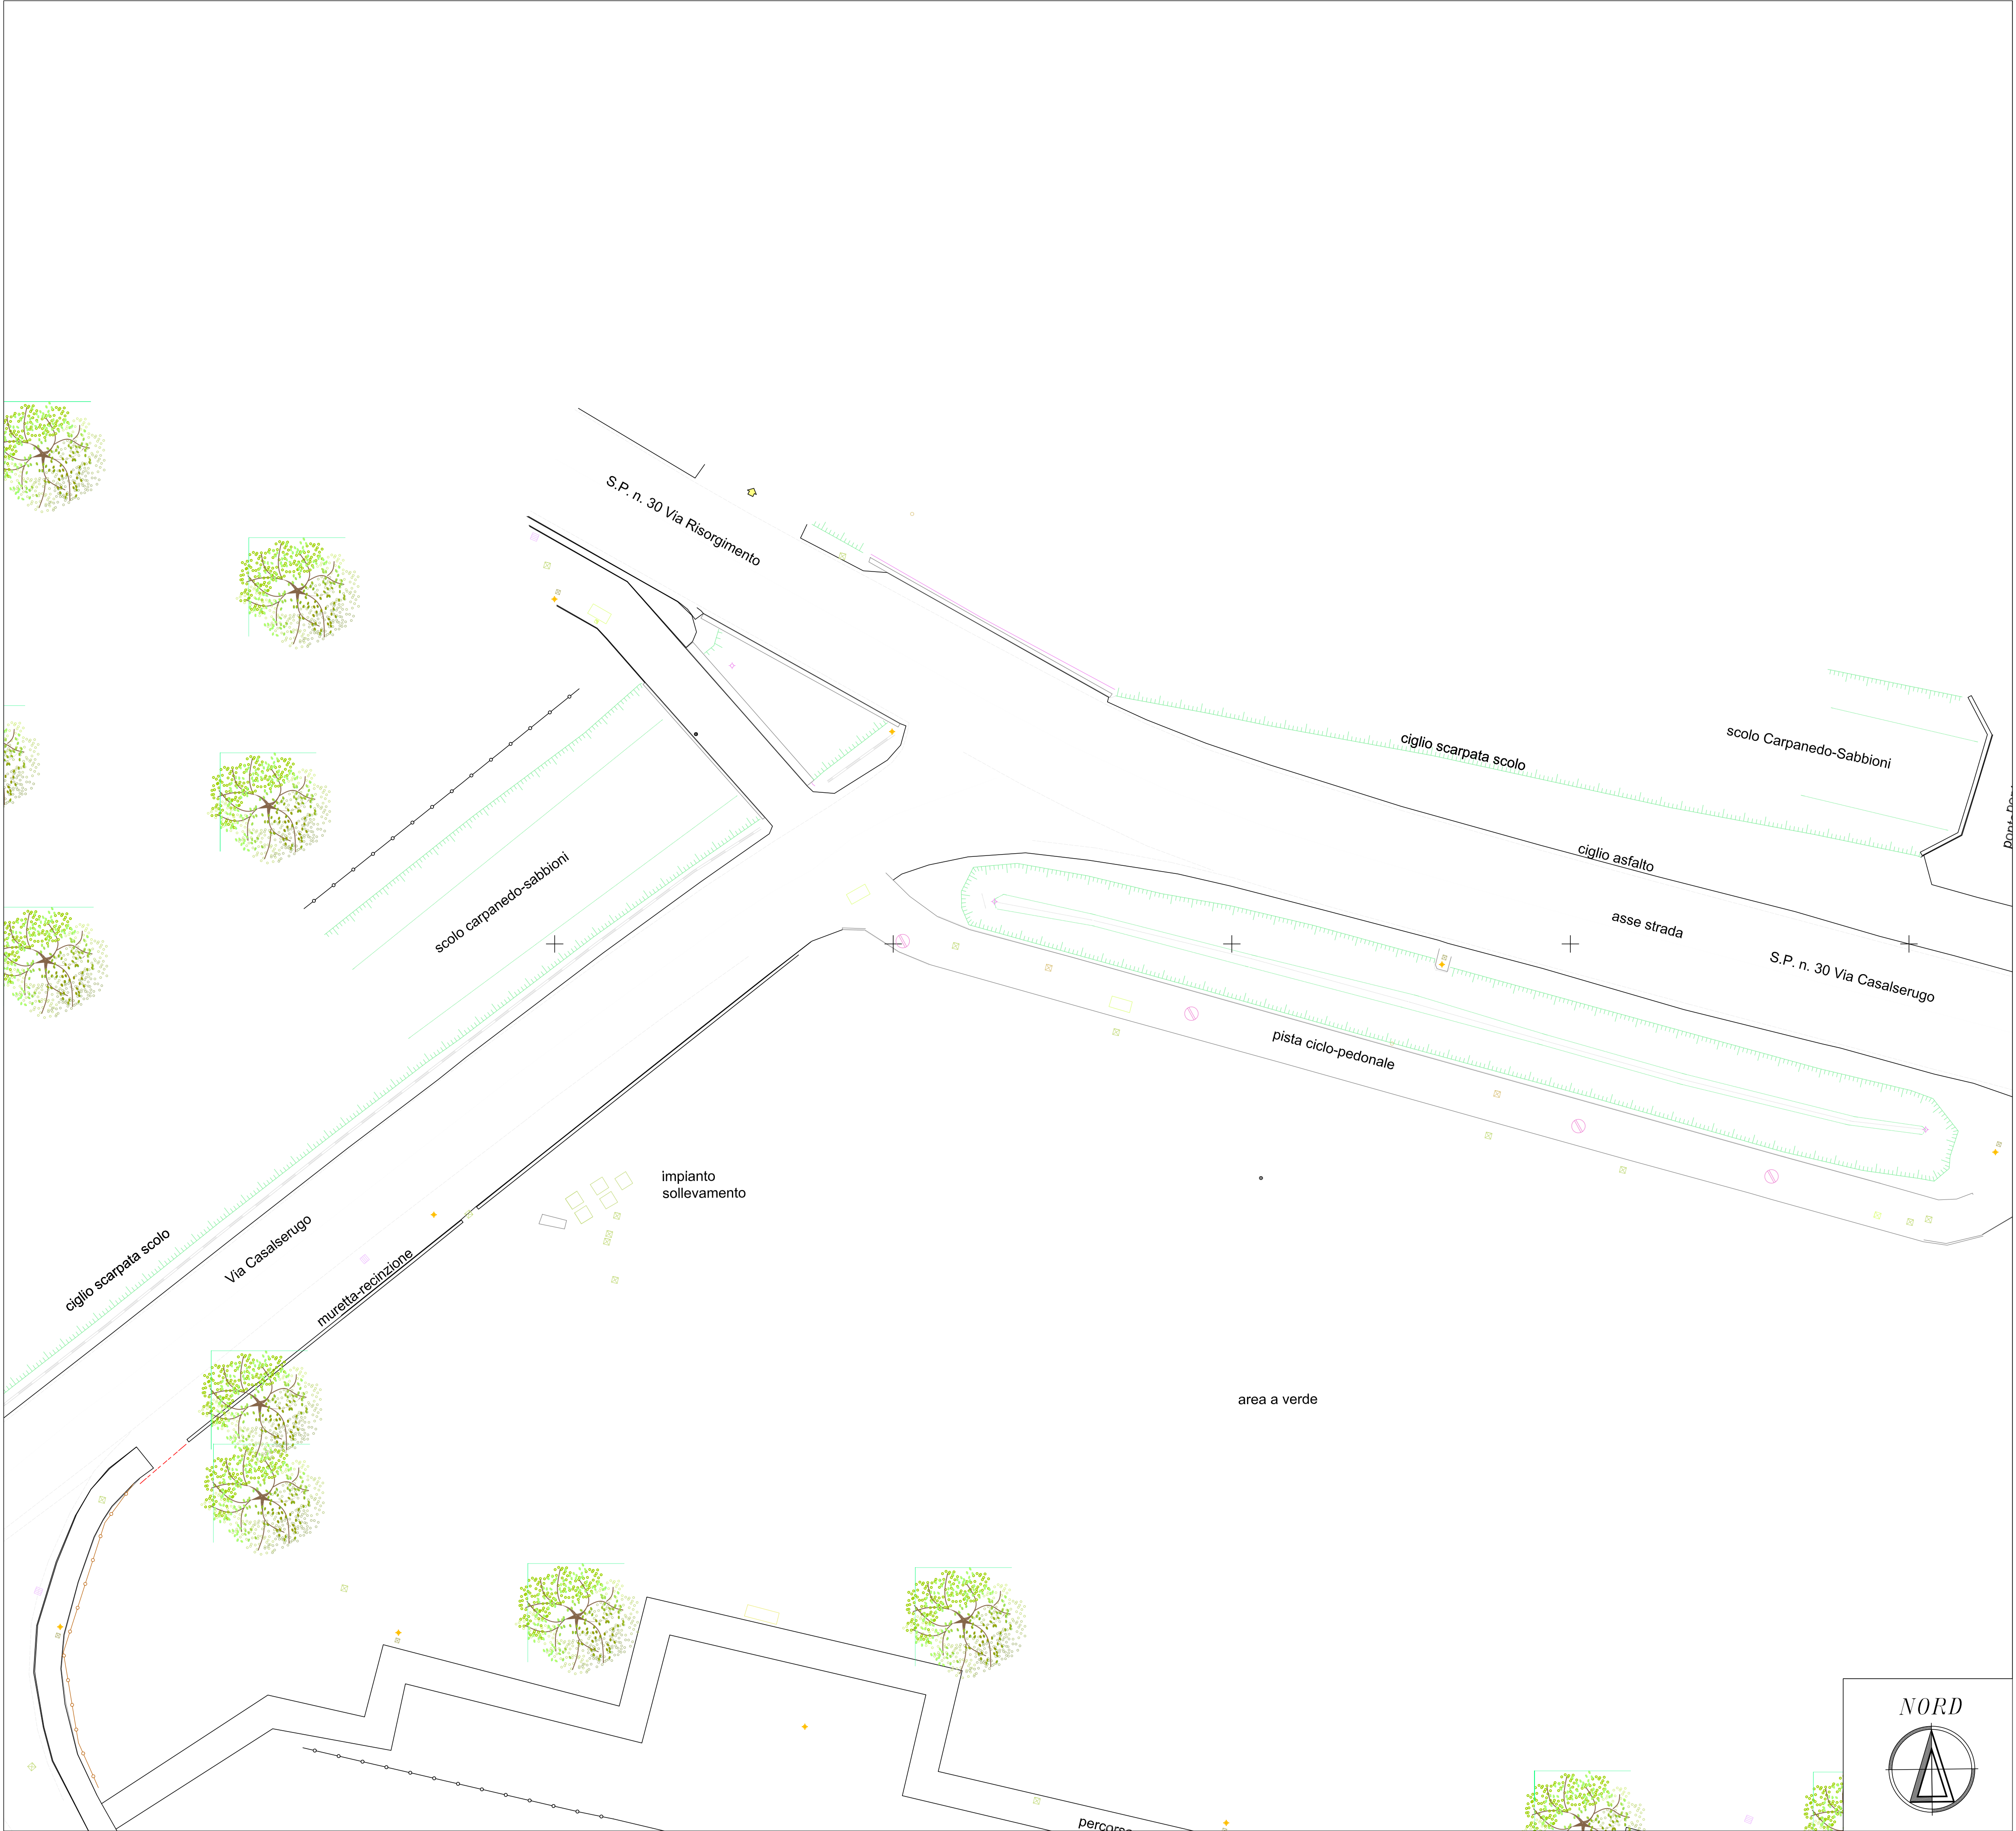 S.P. n. 30 Via Risorgimento
ciglio scarpata scolo
scolo Carpanedo-Sabbioni
ciglio asfalto
scolo carpanedo-sabbioni
asse strada
S.P. n. 30 Via Casalserugo
pista ciclo-pedonale
impianto
sollevamento
ciglio scarpata scolo
Via Casalserugo
muretta-recinzione
area a verde
NORD